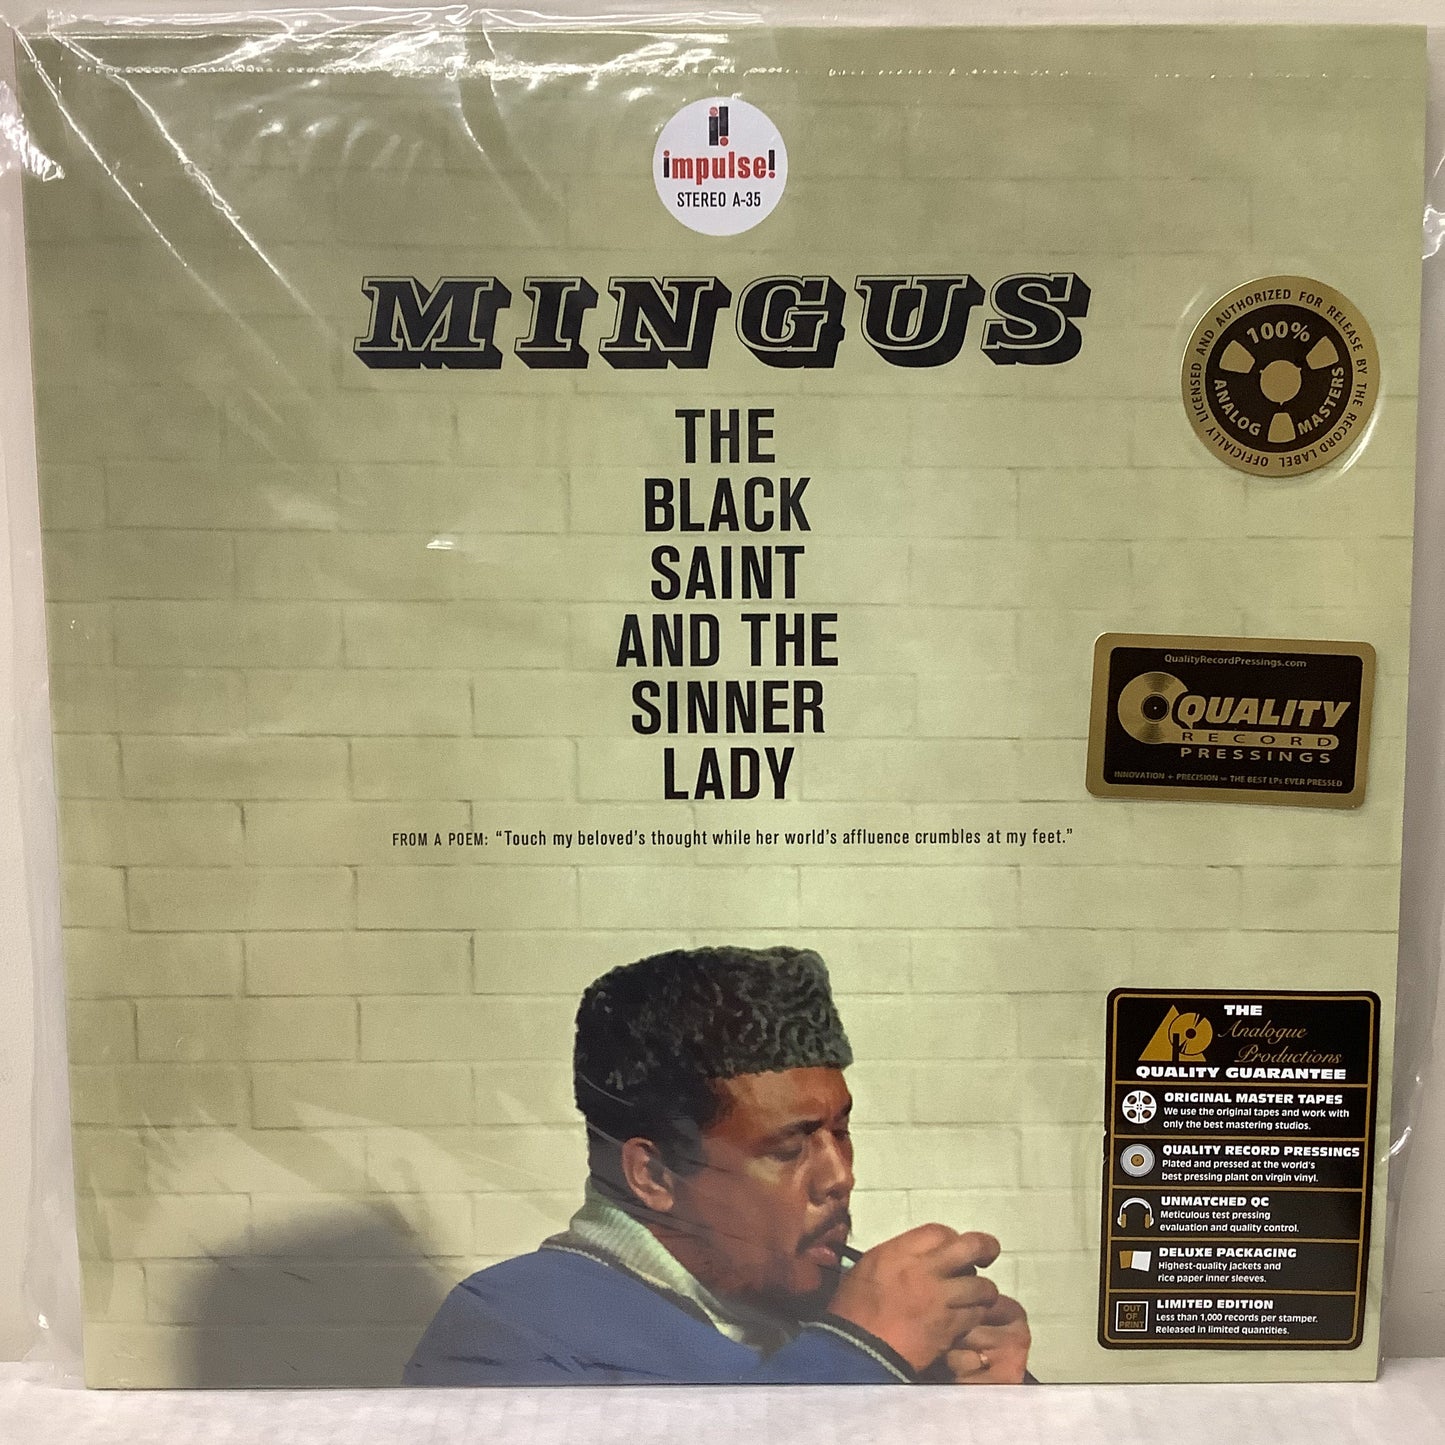 impulse!
STEREO A-35
MINGUS
THE
BLACK
SAINT
AND THE
SINNER
LADY
FROM A POEM: “Touch my beloved’s thought while her world’s affluence crumbles at my feet.”
OFFICIALLY LICENSED AND AUTHORIZED FOR RELEASE BY THE RECORD LABEL
100%
ANALOG
MASTERS
QualityRecordPressings.com
QUALITY
RECORD
PRESSINGS
INNOVATION + PRECISION = THE BEST LPs EVER PRESSED
THE
Analogue
Productions
QUALITY GUARANTEE
ORIGINAL MASTER TAPES
We use the original tapes and work with
only the best mastering studios.
QUALITY RECORD PRESSINGS
Plated and pressed at the world's
best pressing plant on virgin vinyl.
UNMATCHED QC
Meticulous test pressing
evaluation and quality control.
DELUXE PACKAGING
Highest-quality jackets and
rice paper inner sleeves.
OUT
OF
PRINT
LIMITED EDITION
Less than 1,000 records per stamper.
Released in limited quantities.